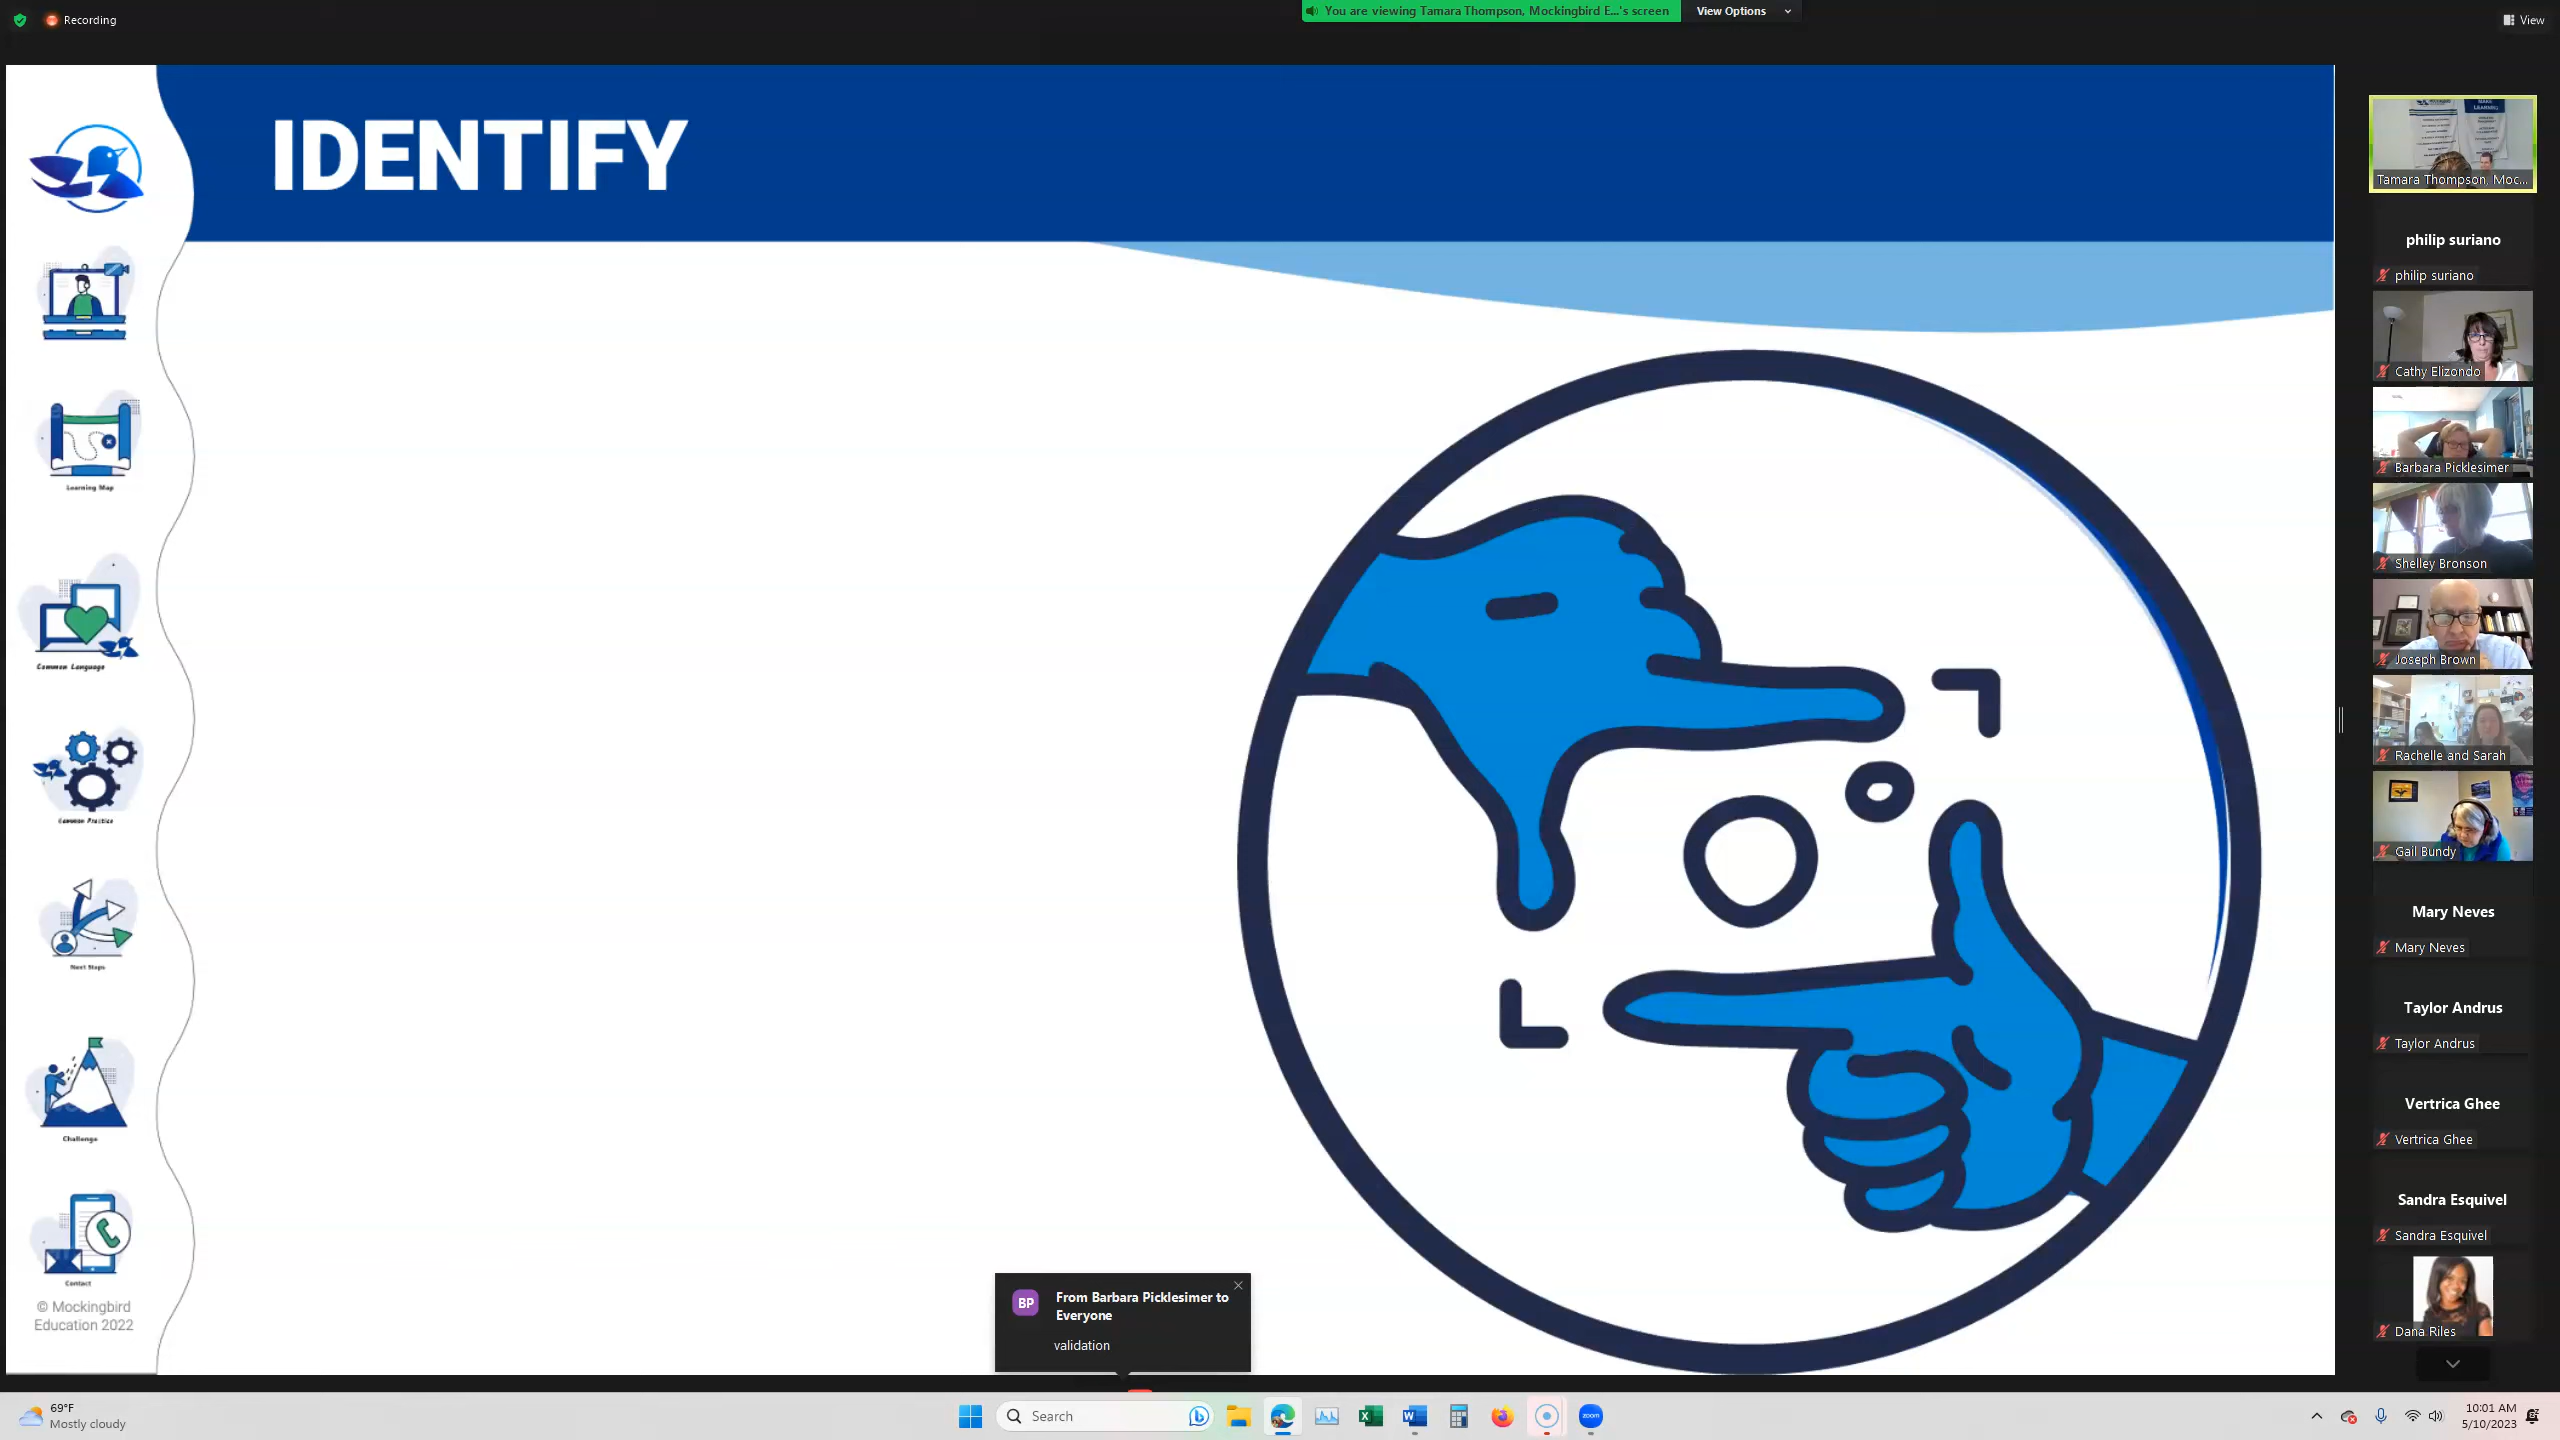 Recording
You are viewing Tamara Thompson, Mockingbird E...'s screen
View Options
View
IDENTIFY
Learning Map
Common Language
Common Practice
Next Steps
Challenge
Contact
© Mockingbird
Education 2022
Tamara Thompson, Moc...
philip suriano
philip suriano
Cathy Elizondo
Barbara Picklesimer
Shelley Bronson
Joseph Brown
Rachelle and Sarah
Gail Bundy
Mary Neves
Mary Neves
Taylor Andrus
Taylor Andrus
Vertrica Ghee
Vertrica Ghee
Sandra Esquivel
Sandra Esquivel
Dana Riles
BP
From Barbara Picklesimer to
Everyone
validation
69°F
Mostly cloudy
Search
zoom
10:01 AM
5/10/2023